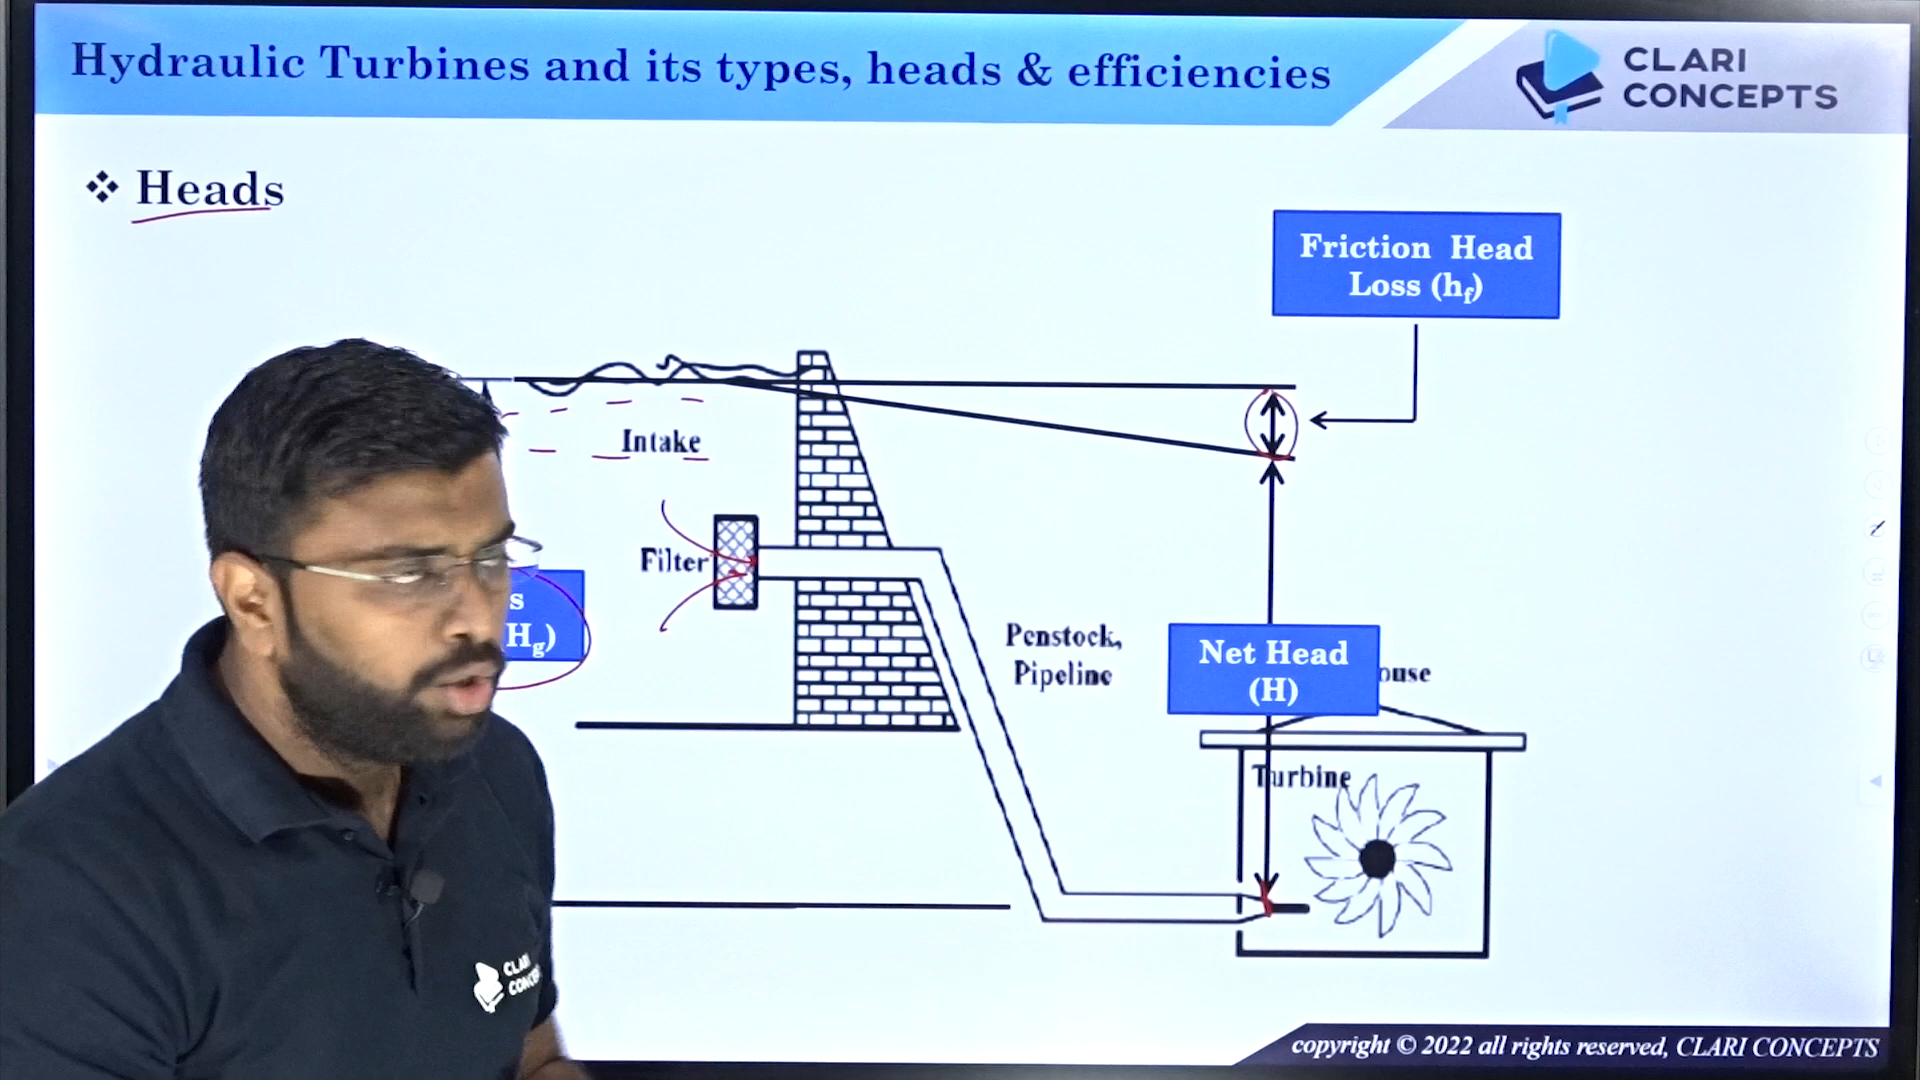 Hydraulic Turbines and its types, heads & efficiencies
CLARI
CONCEPTS
Heads
Friction Head
Loss (hf)
Intake
Filter
s
Hg)
Penstock,
Pipeline
Net Head
(H)
ouse
Turbine
CLARI
copyright © 2022 all rights reserved, CLARI CONCEPTS